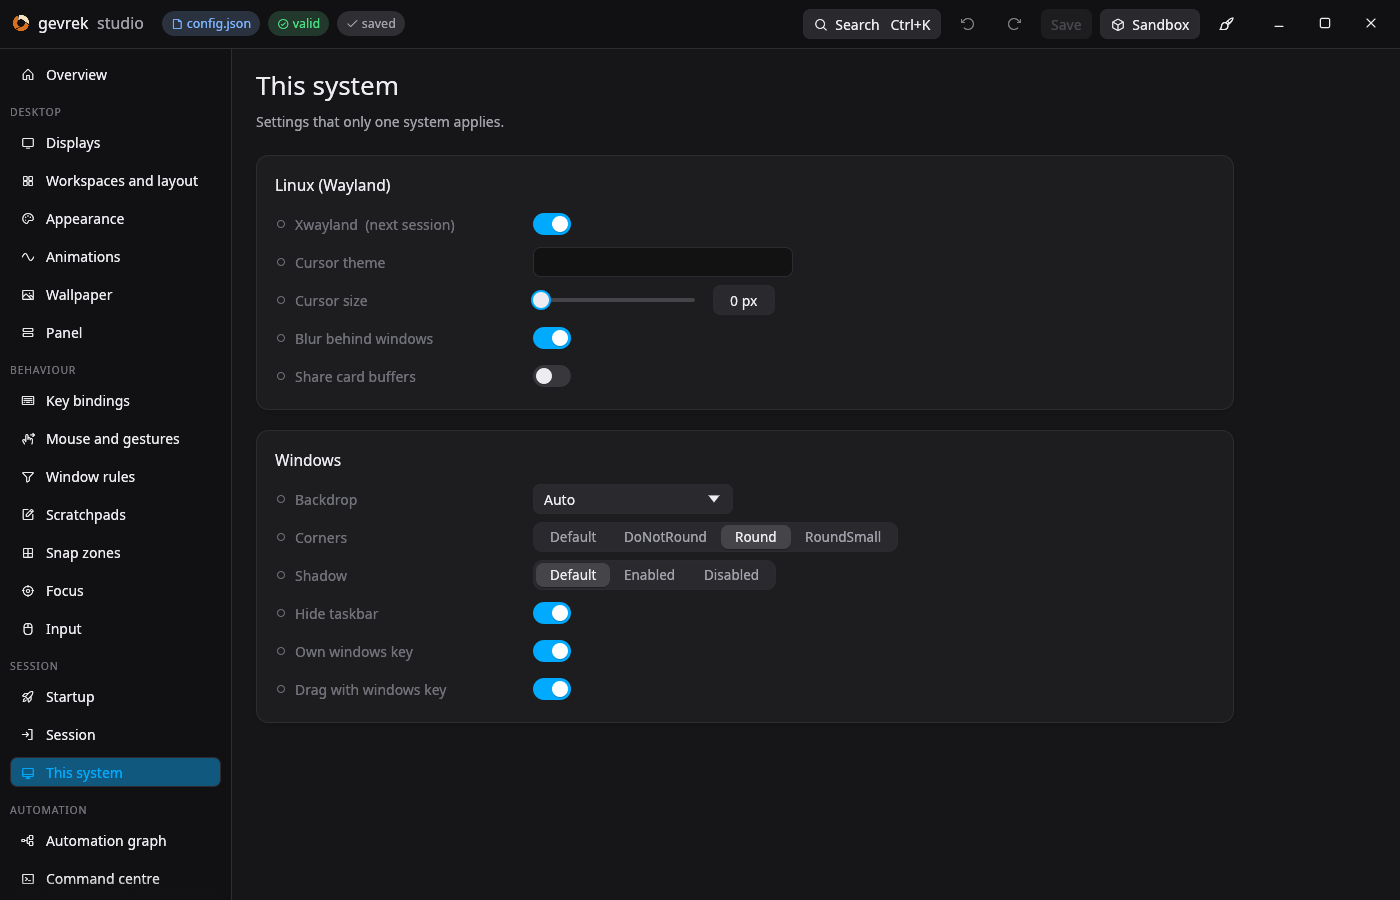 gevrek studio config.json valid saved Search Ctrl+K Save Sandbox
Overview
DESKTOP
Displays
Workspaces and layout
Appearance
Animations
Wallpaper
Panel
BEHAVIOUR
Key bindings
Mouse and gestures
Window rules
Scratchpads
Snap zones
Focus
Input
SESSION
Startup
Session
This system
AUTOMATION
Automation graph
Command centre
This system
Settings that only one system applies.
Linux (Wayland)
Xwayland (next session)
Cursor theme
Cursor size 0 px
Blur behind windows
Share card buffers
Windows
Backdrop Auto
Corners Default DoNotRound Round RoundSmall
Shadow Default Enabled Disabled
Hide taskbar
Own windows key
Drag with windows key